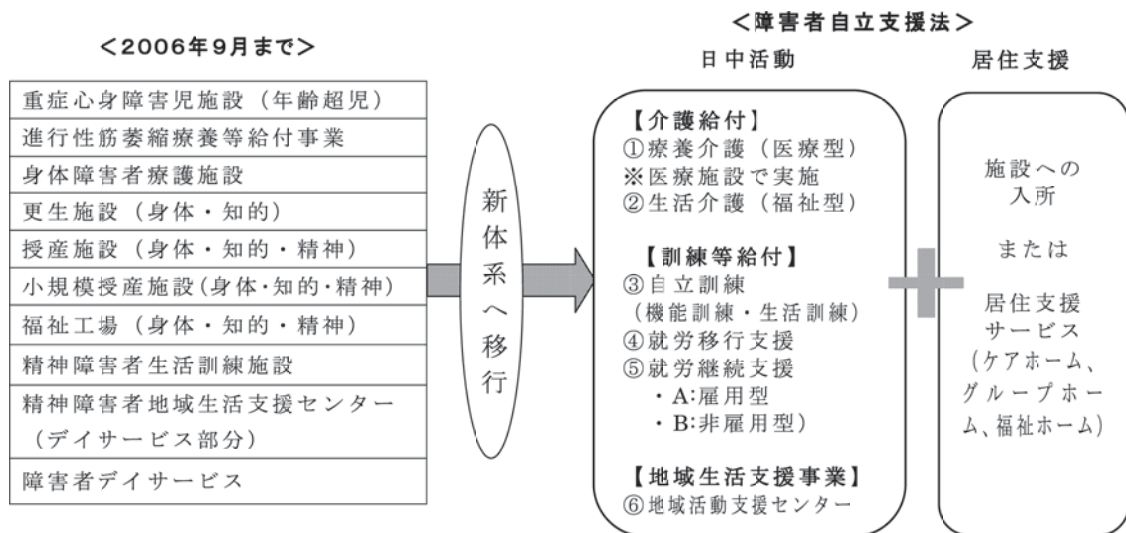 <2006年9月まで>
重症心身障害児施設（年齢超児）
進行性筋萎縮療養等給付事業
身体障害者療護施設
更生施設（身体・知的）
授産施設（身体・知的・精神）
小規模授産施設(身体・知的・精神)
福祉工場（身体・知的・精神）
精神障害者生活訓練施設
精神障害者地域生活支援センター
（デイサービス部分）
障害者デイサービス
新体系へ移行
<障害者自立支援法>
日中活動
【介護給付】
①療養介護（医療型）
※医療施設で実施
②生活介護（福祉型）
【訓練等給付】
③自立訓練
（機能訓練・生活訓練）
④就労移行支援
⑤就労継続支援
・A:雇用型
・B:非雇用型）
【地域生活支援事業】
⑥地域活動支援センター
居住支援
施設への
入所
または
居住支援
サービス
(ケアホーム、
グループホー
ム、福祉ホーム)